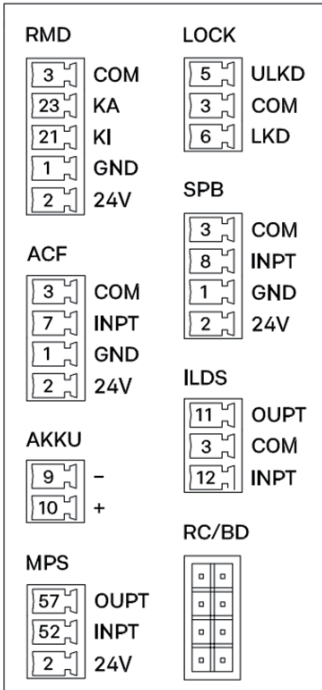 RMD
3 COM
23 KA
21 KI
1 GND
2 24V
ACF
3 COM
7 INPT
1 GND
2 24V
AKKU
9 –
10 +
MPS
57 OUPT
52 INPT
2 24V
LOCK
5 ULKD
3 COM
6 LKD
SPB
3 COM
8 INPT
1 GND
2 24V
ILDS
11 OUPT
3 COM
12 INPT
RC/BD